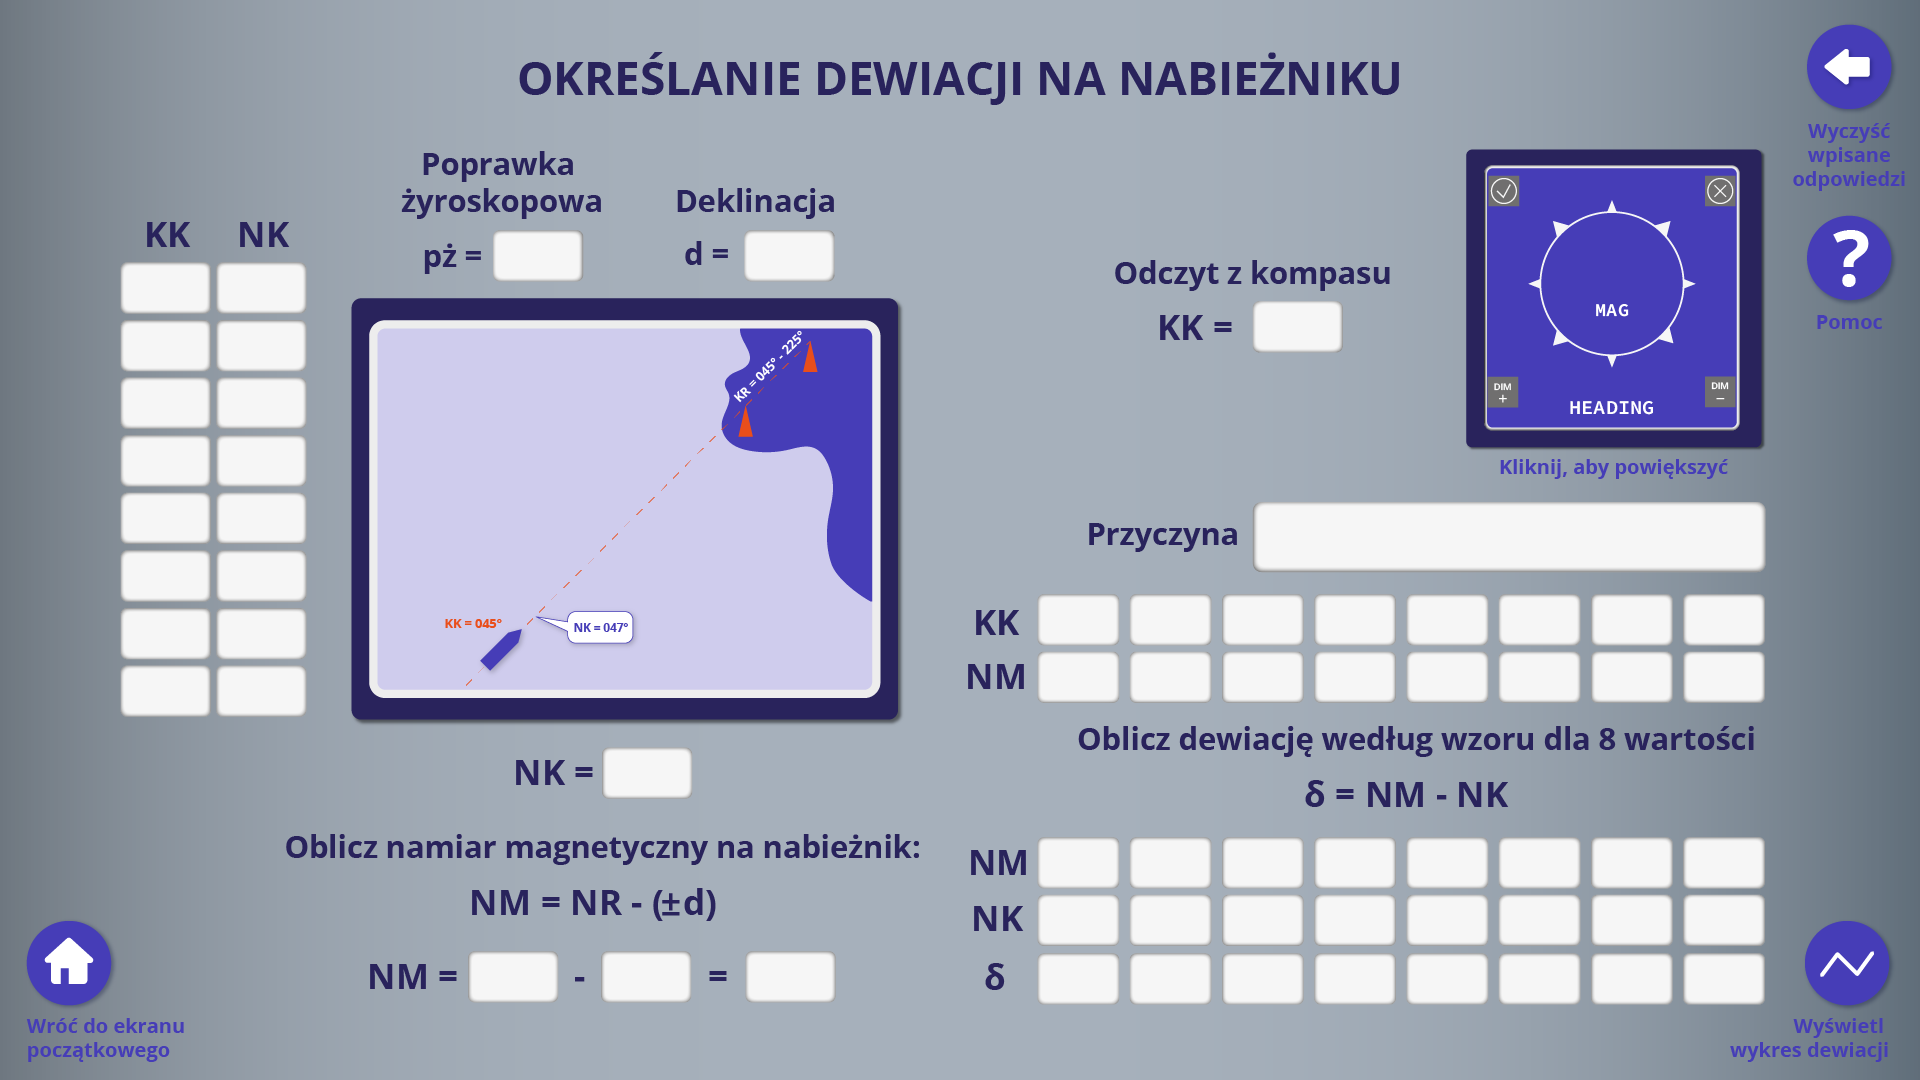 OKREŚLANIE DEWIACJI NA NABIEŻNIKU
Wyczyść
wpisane
odpowiedzi
Pomoc
KK NK
Poprawka
żyroskopowa
pż =
Deklinacja
d =
KR = 045° - 225°
KK = 045°
NK = 047°
NK =
Oblicz namiar magnetyczny na nabieżnik:
NM = NR - (±d)
NM = - =
Odczyt z kompasu
KK =
MAG
DIM
+
DIM
−
HEADING
Kliknij, aby powiększyć
Przyczyna
KK
NM
Oblicz dewiację według wzoru dla 8 wartości
δ = NM - NK
NM
NK
δ
Wróć do ekranu
początkowego
Wyświetl
wykres dewiacji